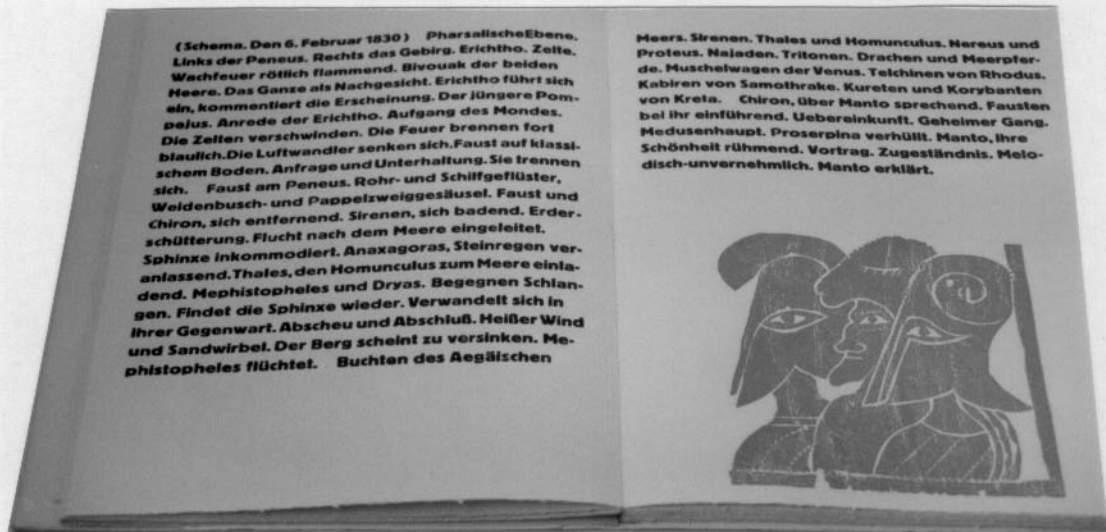 (Schema. Den 6. Februar 1830) Pharsalische Ebene.
Links der Peneus. Rechts das Gebirg. Erichtho. Zelte.
Wachfeuer rötlich flammend. Bivouak der beiden
Heere. Das Ganze als Nachgesicht. Erichtho führt sich
ein, kommentiert die Erscheinung. Der jüngere Pom-
pejus. Anrede der Erichtho. Aufgang des Mondes.
Die Zelten verschwinden. Die Feuer brennen fort
blaulich. Die Luftwandler senken sich. Faust auf klassi-
schem Boden. Anfrage und Unterhaltung. Sie trennen
sich. Faust am Peneus. Rohr- und Schilfgeflüster,
Weidenbusch- und Pappelzweiggesäusel. Faust und
Chiron, sich entfernend. Sirenen, sich badend. Erder-
schütterung. Flucht nach dem Meere eingeleitet.
Sphinxe inkommodiert. Anaxagoras, Steinregen ver-
anlassend. Thales, den Homunculus zum Meere einla-
dend. Mephistopheles und Dryas. Begegnen Schlan-
gen. Findet die Sphinxe wieder. Verwandelt sich in
ihrer Gegenwart. Abscheu und Abschluß. Heißer Wind
und Sandwirbel. Der Berg scheint zu versinken. Me-
phistopheles flüchtet. Buchten des Aegäischen
Meers. Sirenen. Thales und Homunculus. Nereus und
Proteus. Najaden. Tritonen. Drachen und Meerpfer-
de. Muschelwagen der Venus. Telchinen von Rhodus.
Kabiren von Samothrake. Kureten und Korybanten
von Kreta. Chiron, über Manto sprechend. Fausten
bei ihr einführend. Uebereinkunft. Geheimer Gang.
Medusenhaupt. Proserpina verhüllt. Manto, ihre
Schönheit rühmend. Vortrag. Zugeständnis. Melo-
disch-unvernehmlich. Manto erklärt.